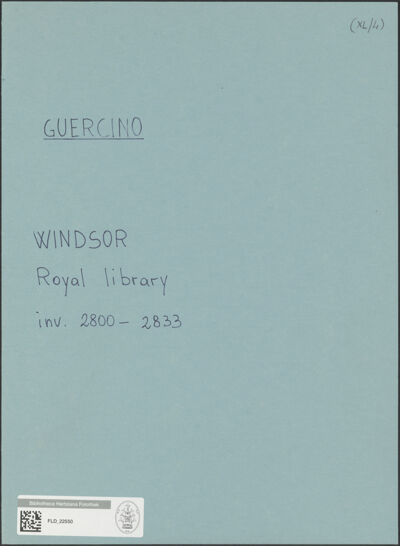 (XL/4)
GUERCINO
WINDSOR
Royal library
inv. 2800 - 2833
Bibliotheca Hertziana Fotothek
FLD_22550